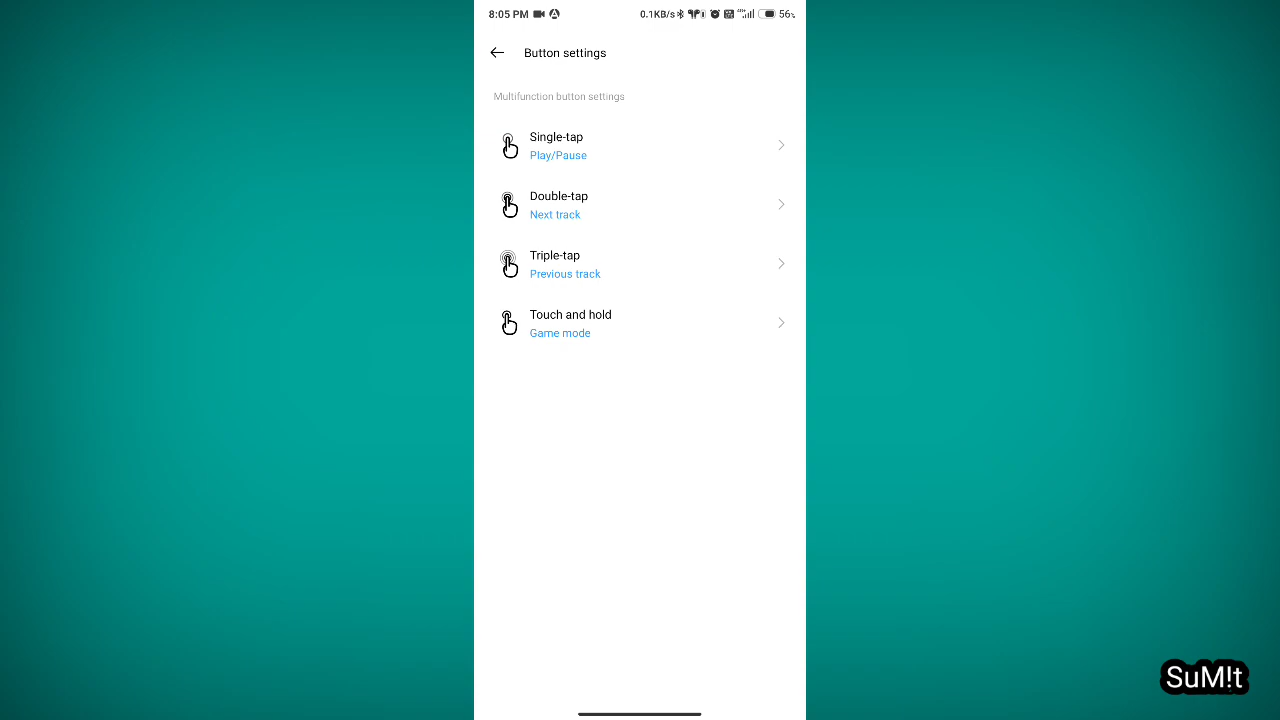 8:05 PM 0.1KB/s 56%
Button settings
Multifunction button settings
Single-tap
Play/Pause
Double-tap
Next track
Triple-tap
Previous track
Touch and hold
Game mode
SuM!t